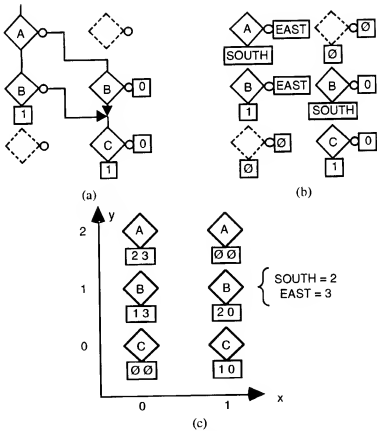 A
B 1
B 0
C 0
1
(a)
A EAST
SOUTH
Ø
Ø
B EAST
1
B 0
SOUTH
Ø
Ø
C 0
1
(b)
y
2
A
2 3
A
Ø Ø
1
B
1 3
B
2 0
SOUTH = 2
EAST = 3
0
C
Ø Ø
C
1 0
0
1
x
(c)